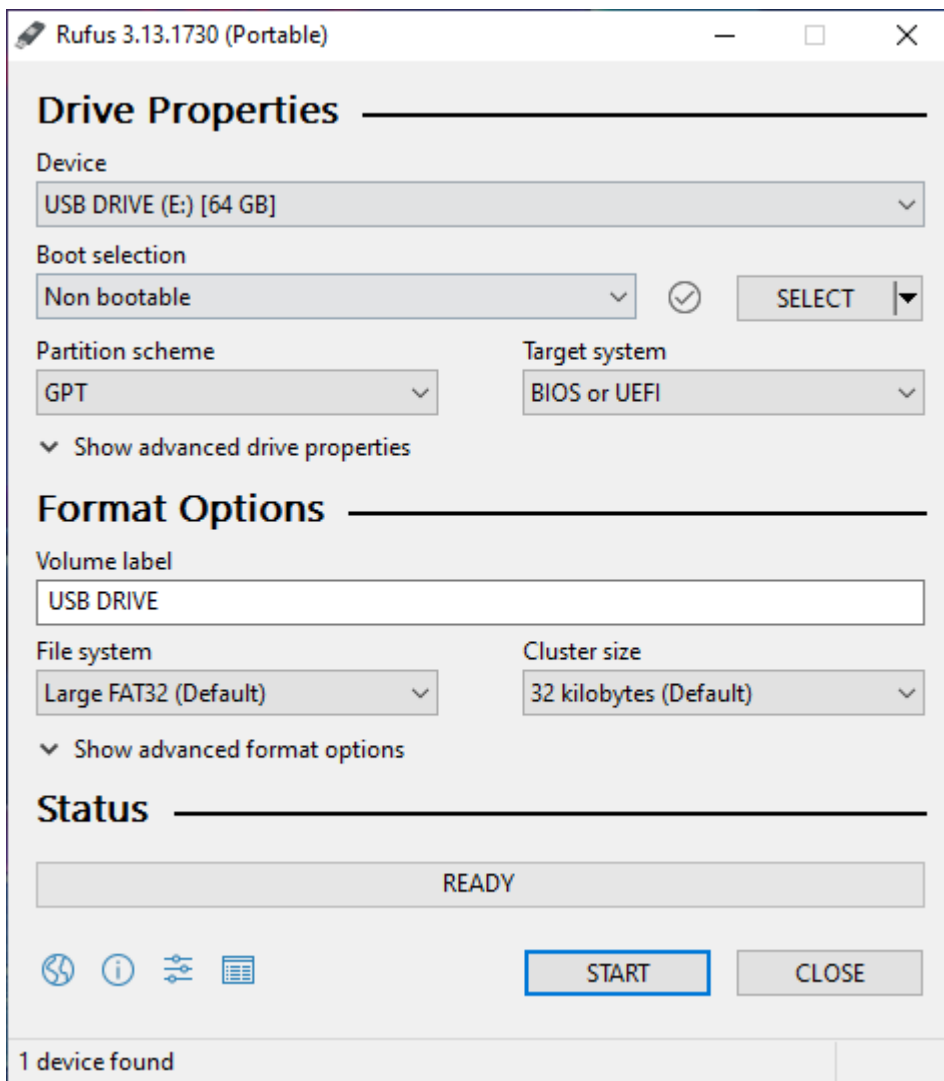 Rufus 3.13.1730 (Portable)
Drive Properties
Device
USB DRIVE (E:) [64 GB]
Boot selection
Non bootable
SELECT
Partition scheme
Target system
GPT
BIOS or UEFI
Show advanced drive properties
Format Options
Volume label
USB DRIVE
File system
Cluster size
Large FAT32 (Default)
32 kilobytes (Default)
Show advanced format options
Status
READY
START
CLOSE
1 device found